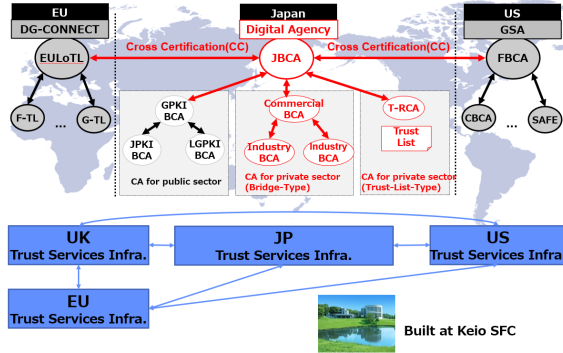 EU
Japan
US
DG-CONNECT
Digital Agency
GSA
Cross Certification(CC)
Cross Certification(CC)
EULoTL
JBCA
FBCA
F-TL
...
G-TL
GPKI
BCA
JPKI
BCA
LGPKI
BCA
CA for public sector
Commercial
BCA
Industry
BCA
Industry
BCA
CA for private sector
(Bridge-Type)
T-RCA
Trust
List
CA for private sector
(Trust-List-Type)
CBCA
...
SAFE
UK
Trust Services Infra.
JP
Trust Services Infra.
US
Trust Services Infra.
EU
Trust Services Infra.
Built at Keio SFC